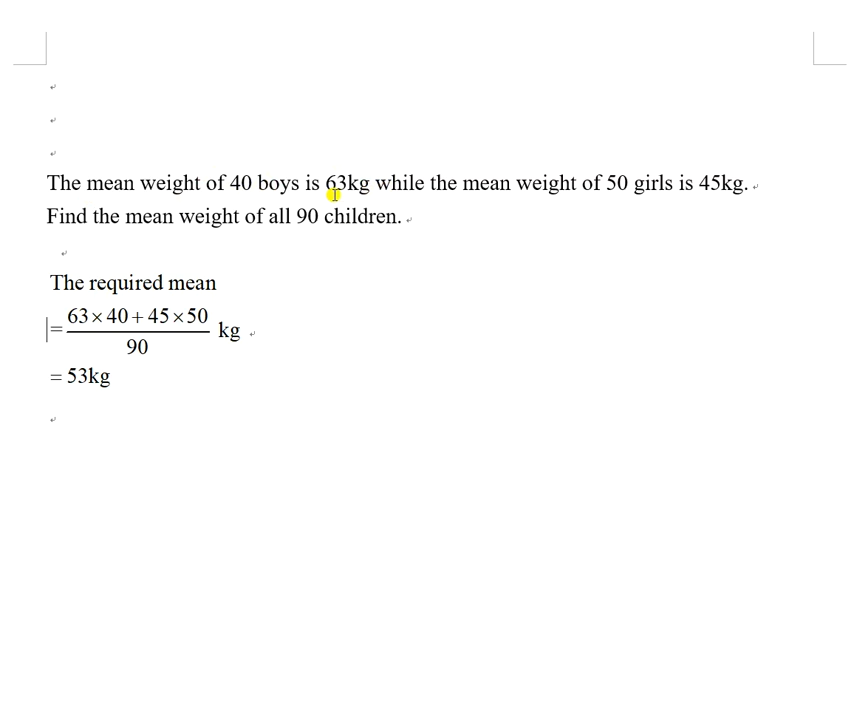 The mean weight of 40 boys is 63kg while the mean weight of 50 girls is 45kg.
Find the mean weight of all 90 children.
The required mean
= (63×40+45×50)/90 kg
= 53kg